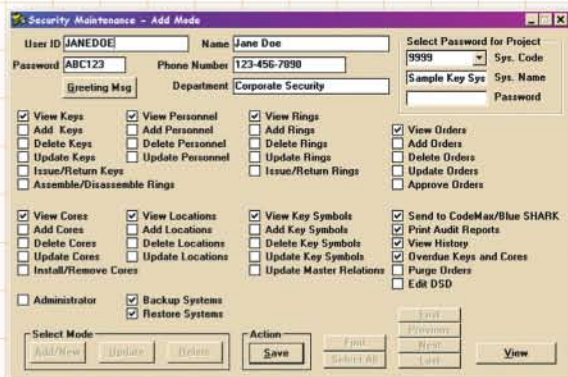 Security Maintenance - Add Mode
User ID JANEDOE Name Jane Doe
Password ABC123 Phone Number 123-456-7890
Greeting Msg Department Corporate Security
Select Password for Project
9999 Sys. Code
Sample Key Sys Sys. Name
Password
View Keys View Personnel View Rings
Add Keys Add Personnel Add Rings View Orders
Delete Keys Delete Personnel Delete Rings Add Orders
Update Keys Update Personnel Update Rings Delete Orders
Issue/Return Keys Issue/Return Rings Update Orders
Assemble/Disassemble Rings Approve Orders
View Cores View Locations View Key Symbols Send to CodeMax/Blue SHARK
Add Cores Add Locations Add Key Symbols Print Audit Reports
Delete Cores Delete Locations Delete Key Symbols View History
Update Cores Update Locations Update Key Symbols Overdue Keys and Cores
Install/Remove Cores Update Master Relations Purge Orders
Edit DSD
Administrator Backup Systems
Restore Systems
Select Mode
Add/New Update Delete
Action
Save
Select All
First
Previous
Next
Last
View